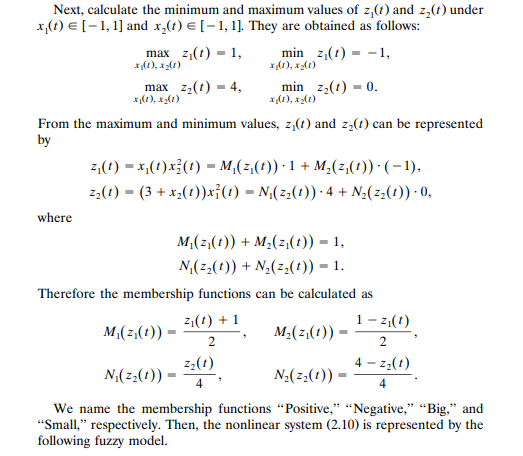 Next, calculate the minimum and maximum values of z₁(t) and z₂(t) under
x₁(t) ∈ [−1, 1] and x₂(t) ∈ [−1, 1]. They are obtained as follows:
max z₁(t) = 1, min z₁(t) = −1,
x₁(t), x₂(t) x₁(t), x₂(t)
max z₂(t) = 4, min z₂(t) = 0.
x₁(t), x₂(t) x₁(t), x₂(t)
From the maximum and minimum values, z₁(t) and z₂(t) can be represented
by
z₁(t) = x₁(t)x₂²(t) = M₁(z₁(t)) · 1 + M₂(z₁(t)) · (−1),
z₂(t) = (3 + x₂(t))x₁²(t) = N₁(z₂(t)) · 4 + N₂(z₂(t)) · 0,
where
M₁(z₁(t)) + M₂(z₁(t)) = 1,
N₁(z₂(t)) + N₂(z₂(t)) = 1.
Therefore the membership functions can be calculated as
M₁(z₁(t)) = (z₁(t) + 1)/2, M₂(z₁(t)) = (1 − z₁(t))/2,
N₁(z₂(t)) = z₂(t)/4, N₂(z₂(t)) = (4 − z₂(t))/4.
We name the membership functions “Positive,” “Negative,” “Big,” and
“Small,” respectively. Then, the nonlinear system (2.10) is represented by the
following fuzzy model.